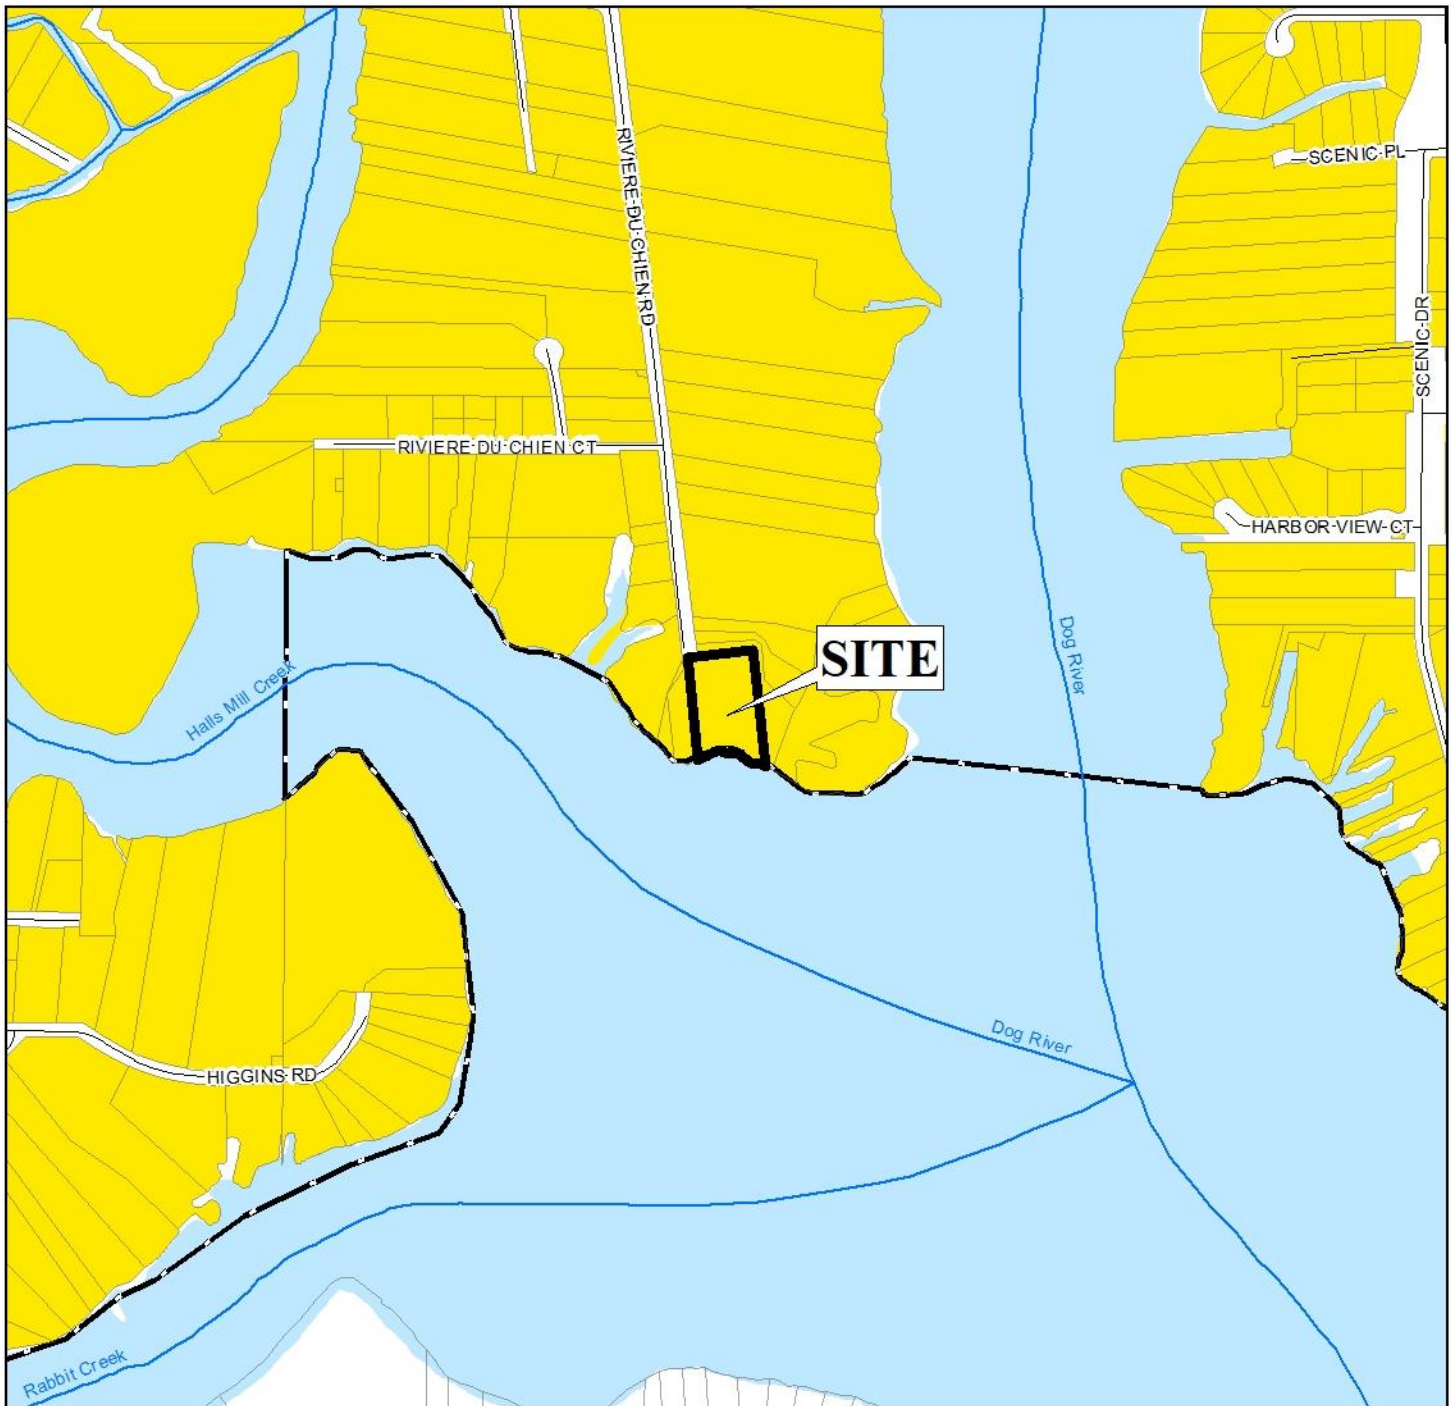 SCENIC PL
RIVIERE DU CHIEN RD
SCENIC DR
RIVIERE DU CHIEN CT
HARBOR VIEW CT
SITE
Dog River
Halls Mill Creek
Dog River
HIGGINS RD
Rabbit Creek